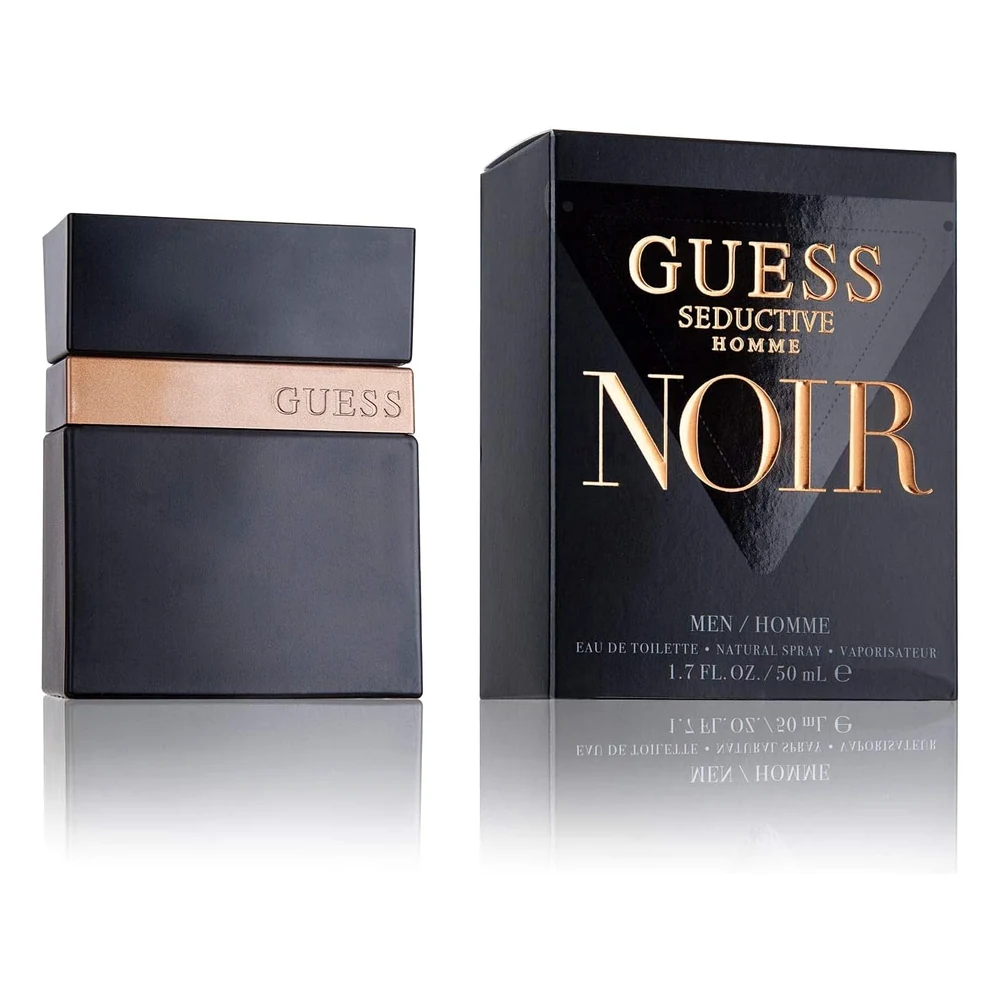 GUESS
GUESS
SEDUCTIVE
HOMME
NOIR
MEN / HOMME
EAU DE TOILETTE • NATURAL SPRAY • VAPORISATEUR
1.7 FL. OZ. / 50 mL ℮